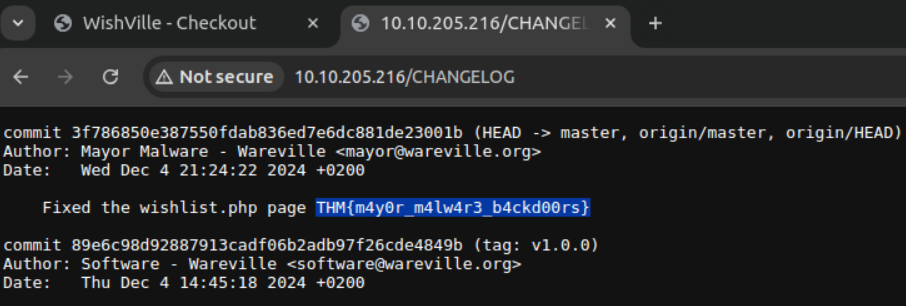 WishVille - Checkout
10.10.205.216/CHANGEL
Not secure
10.10.205.216/CHANGELOG
commit 3f786850e387550fdab836ed7e6dc881de23001b (HEAD -> master, origin/master, origin/HEAD)
Author: Mayor Malware - Wareville <mayor@wareville.org>
Date:   Wed Dec 4 21:24:22 2024 +0200
Fixed the wishlist.php page THM{m4y0r_m4lw4r3_b4ckd00rs}
commit 89e6c98d92887913cadf06b2adb97f26cde4849b (tag: v1.0.0)
Author: Software - Wareville <software@wareville.org>
Date:   Thu Dec 4 14:45:18 2024 +0200